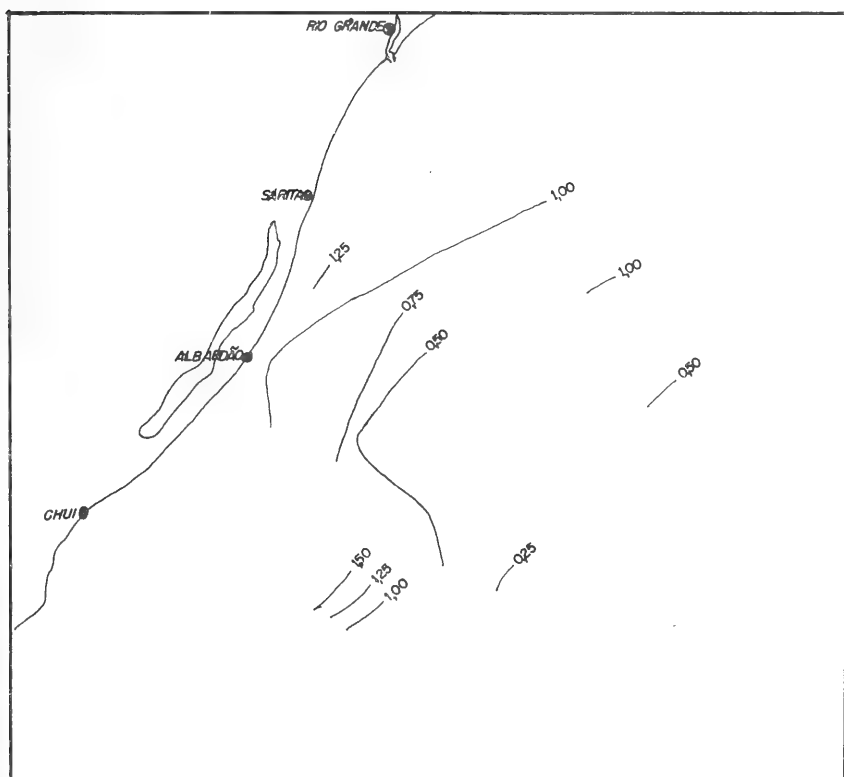 RIO GRANDE
SARITA
1,00
1,25
1,00
0,75
0,50
ALBARDÃO
0,50
CHUI
1,50
1,25
1,00
0,25